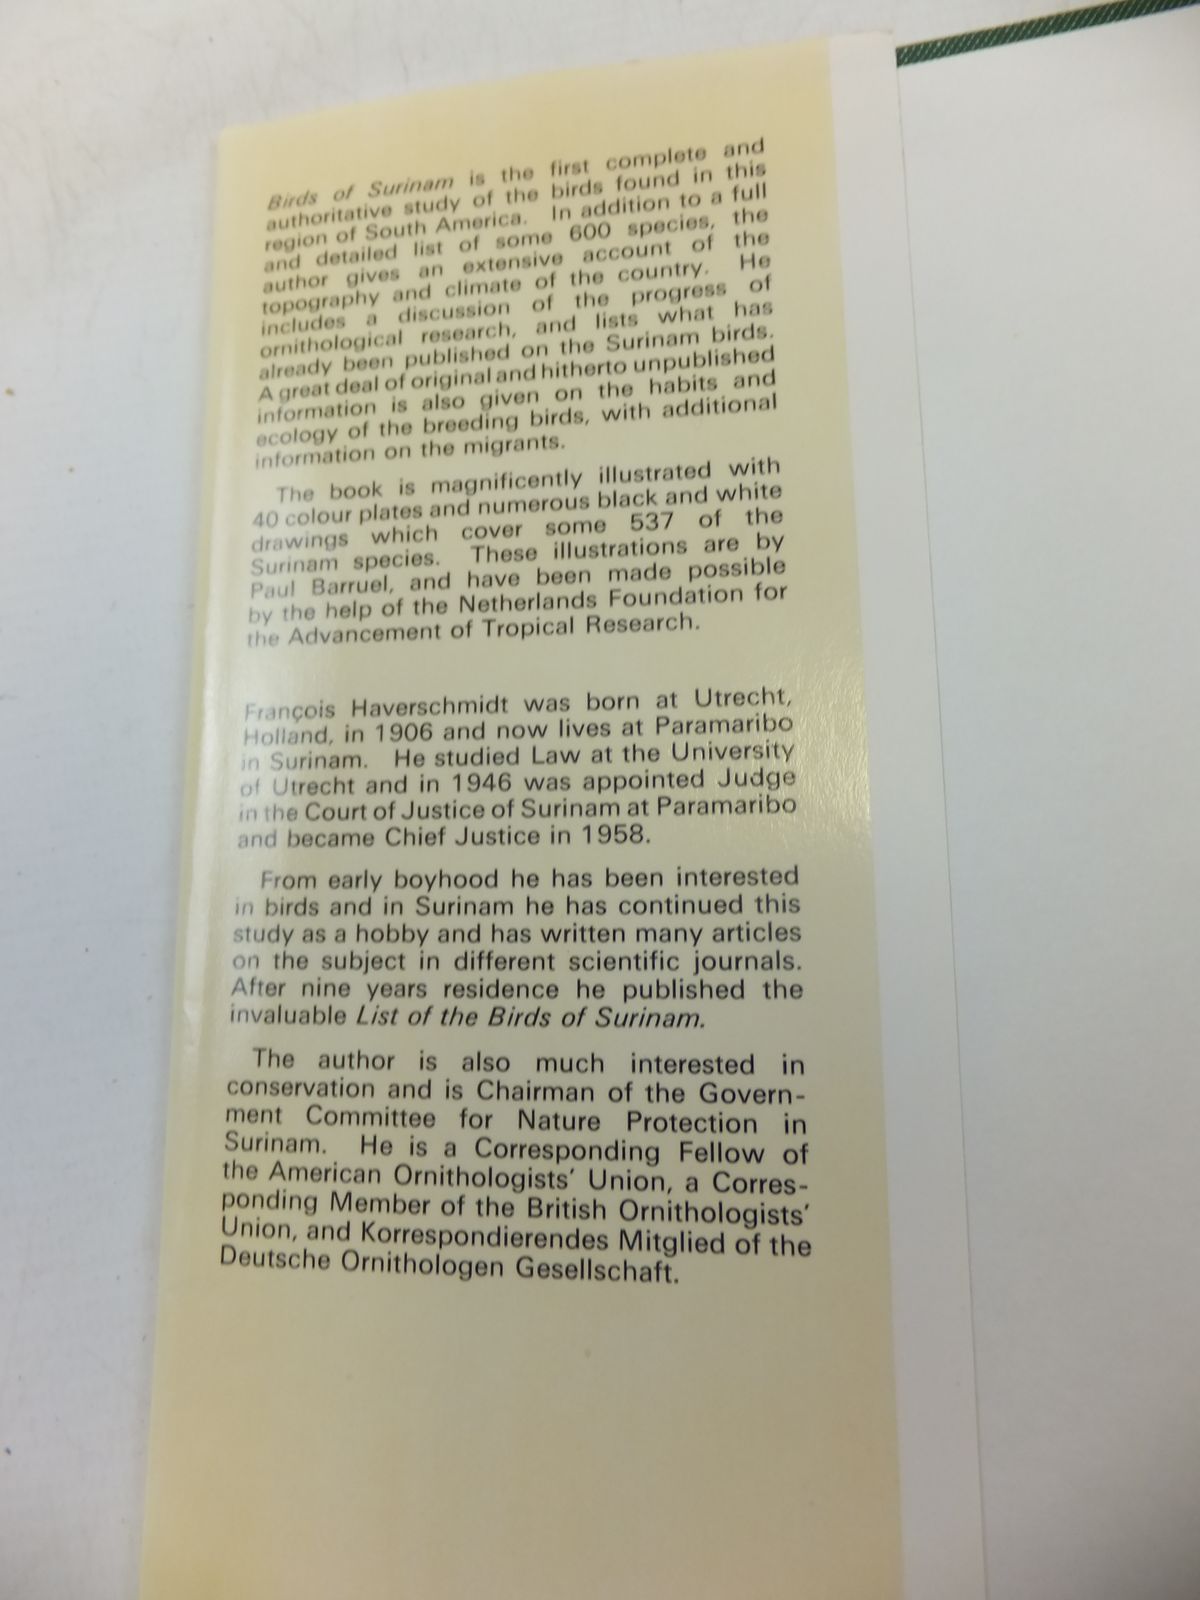 Birds of Surinam is the first complete and
authoritative study of the birds found in this
region of South America. In addition to a full
and detailed list of some 600 species, the
author gives an extensive account of the
topography and climate of the country. He
includes a discussion of the progress of
ornithological research, and lists what has
already been published on the Surinam birds.
A great deal of original and hitherto unpublished
information is also given on the habits and
ecology of the breeding birds, with additional
information on the migrants.
The book is magnificently illustrated with
40 colour plates and numerous black and white
drawings which cover some 537 of the
Surinam species. These illustrations are by
Paul Barruel, and have been made possible
by the help of the Netherlands Foundation for
the Advancement of Tropical Research.
François Haverschmidt was born at Utrecht,
Holland, in 1906 and now lives at Paramaribo
in Surinam. He studied Law at the University
of Utrecht and in 1946 was appointed Judge
in the Court of Justice of Surinam at Paramaribo
and became Chief Justice in 1958.
From early boyhood he has been interested
in birds and in Surinam he has continued this
study as a hobby and has written many articles
on the subject in different scientific journals.
After nine years residence he published the
invaluable List of the Birds of Surinam.
The author is also much interested in
conservation and is Chairman of the Govern-
ment Committee for Nature Protection in
Surinam. He is a Corresponding Fellow of
the American Ornithologists' Union, a Corres-
ponding Member of the British Ornithologists'
Union, and Korrespondierendes Mitglied of the
Deutsche Ornithologen Gesellschaft.